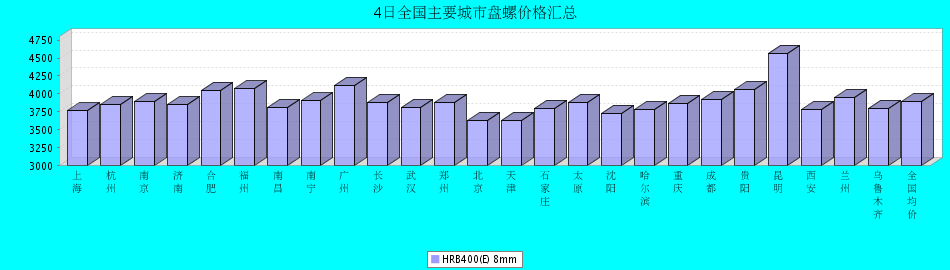 4日全国主要城市盘螺价格汇总
4750
4500
4250
4000
3750
3500
3250
3000
上海
杭州
南京
济南
合肥
福州
南昌
南宁
广州
长沙
武汉
郑州
北京
天津
石家庄
太原
沈阳
哈尔滨
重庆
成都
贵阳
昆明
西安
兰州
乌鲁木齐
全国均价
HRB400(E) 8mm